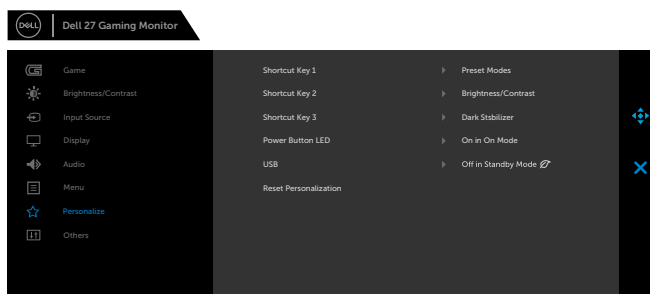 DELL Dell 27 Gaming Monitor
Game
Brightness/Contrast
Input Source
Display
Audio
Menu
Personalize
Others
Shortcut Key 1 Preset Modes
Shortcut Key 2 Brightness/Contrast
Shortcut Key 3 Dark Stsbilizer
Power Button LED On in On Mode
USB Off in Standby Mode
Reset Personalization